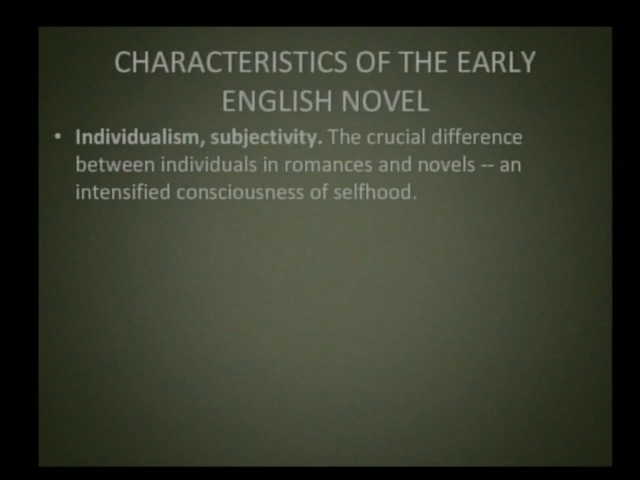 CHARACTERISTICS OF THE EARLY
ENGLISH NOVEL
• Individualism, subjectivity. The crucial difference
between individuals in romances and novels -- an
intensified consciousness of selfhood.